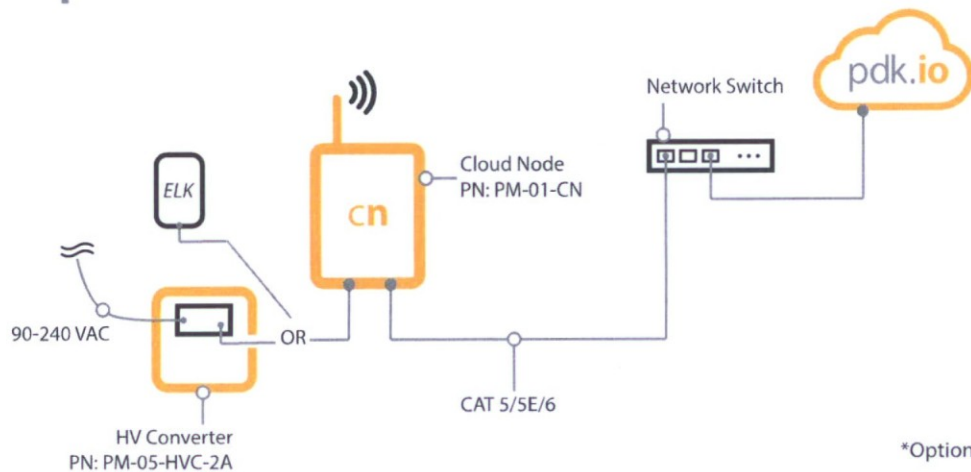 pdk.io
Network Switch
Cloud Node
PN: PM-01-CN
ELK
cn
90-240 VAC
OR
CAT 5/5E/6
HV Converter
PN: PM-05-HVC-2A
*Option